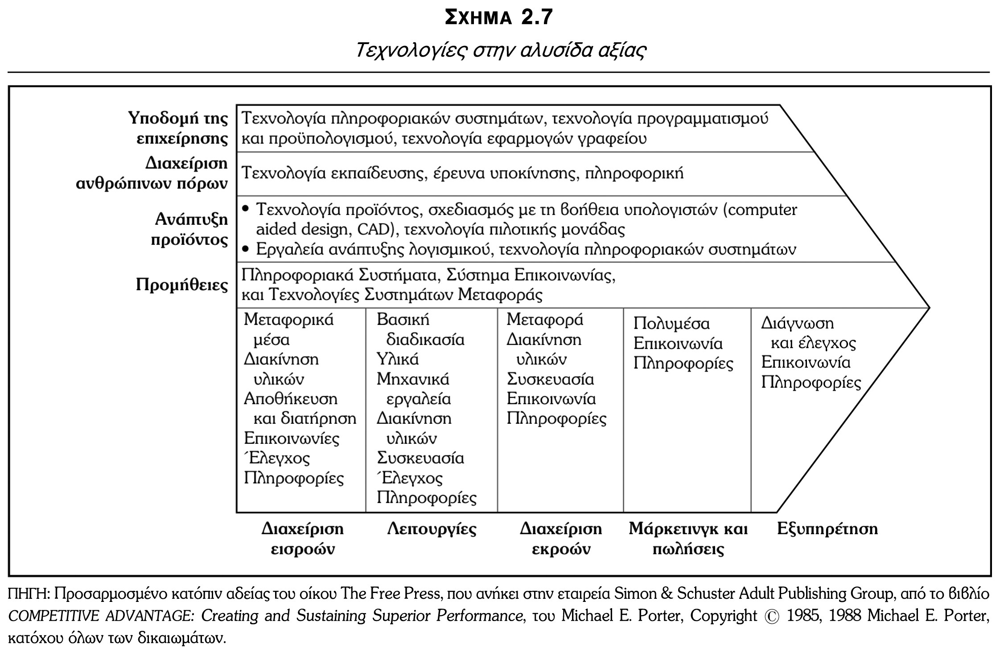 ΣΧΗΜΑ 2.7
Τεχνολογίες στην αλυσίδα αξίας
Υποδομή της
επιχείρησης
Τεχνολογία πληροφοριακών συστημάτων, τεχνολογία προγραμματισμού
και προϋπολογισμού, τεχνολογία εφαρμογών γραφείου
Διαχείριση
ανθρώπινων πόρων
Τεχνολογία εκπαίδευσης, έρευνα υποκίνησης, πληροφορική
Ανάπτυξη
προϊόντος
• Τεχνολογία προϊόντος, σχεδιασμός με τη βοήθεια υπολογιστών (computer
aided design, CAD), τεχνολογία πιλοτικής μονάδας
• Εργαλεία ανάπτυξης λογισμικού, τεχνολογία πληροφοριακών συστημάτων
Προμήθειες
Πληροφοριακά Συστήματα, Σύστημα Επικοινωνίας,
και Τεχνολογίες Συστημάτων Μεταφοράς
Μεταφορικά
μέσα
Διακίνηση
υλικών
Αποθήκευση
και διατήρηση
Επικοινωνίες
Έλεγχος
Πληροφορίες
Βασική
διαδικασία
Υλικά
Μηχανικά
εργαλεία
Διακίνηση
υλικών
Συσκευασία
Έλεγχος
Πληροφορίες
Μεταφορά
Διακίνηση
υλικών
Συσκευασία
Επικοινωνία
Πληροφορίες
Πολυμέσα
Επικοινωνία
Πληροφορίες
Διάγνωση
και έλεγχος
Επικοινωνία
Πληροφορίες
Διαχείριση
εισροών
Λειτουργίες
Διαχείριση
εκροών
Μάρκετινγκ και
πωλήσεις
Εξυπηρέτηση
ΠΗΓΗ: Προσαρμοσμένο κατόπιν αδείας του οίκου The Free Press, που ανήκει στην εταιρεία Simon & Schuster Adult Publishing Group, από το βιβλίο
COMPETITIVE ADVANTAGE: Creating and Sustaining Superior Performance, του Michael E. Porter, Copyright © 1985, 1988 Michael E. Porter,
κατόχου όλων των δικαιωμάτων.